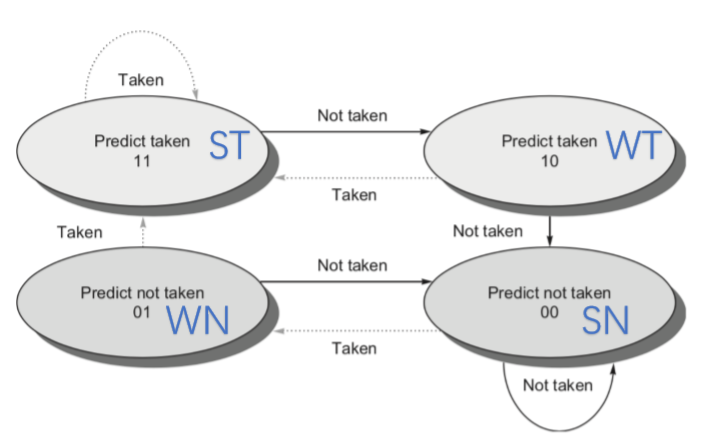 Taken
Not taken
Predict taken
11
ST
Predict taken
10
WT
Taken
Taken
Not taken
Not taken
Predict not taken
01
WN
Predict not taken
00
SN
Taken
Not taken